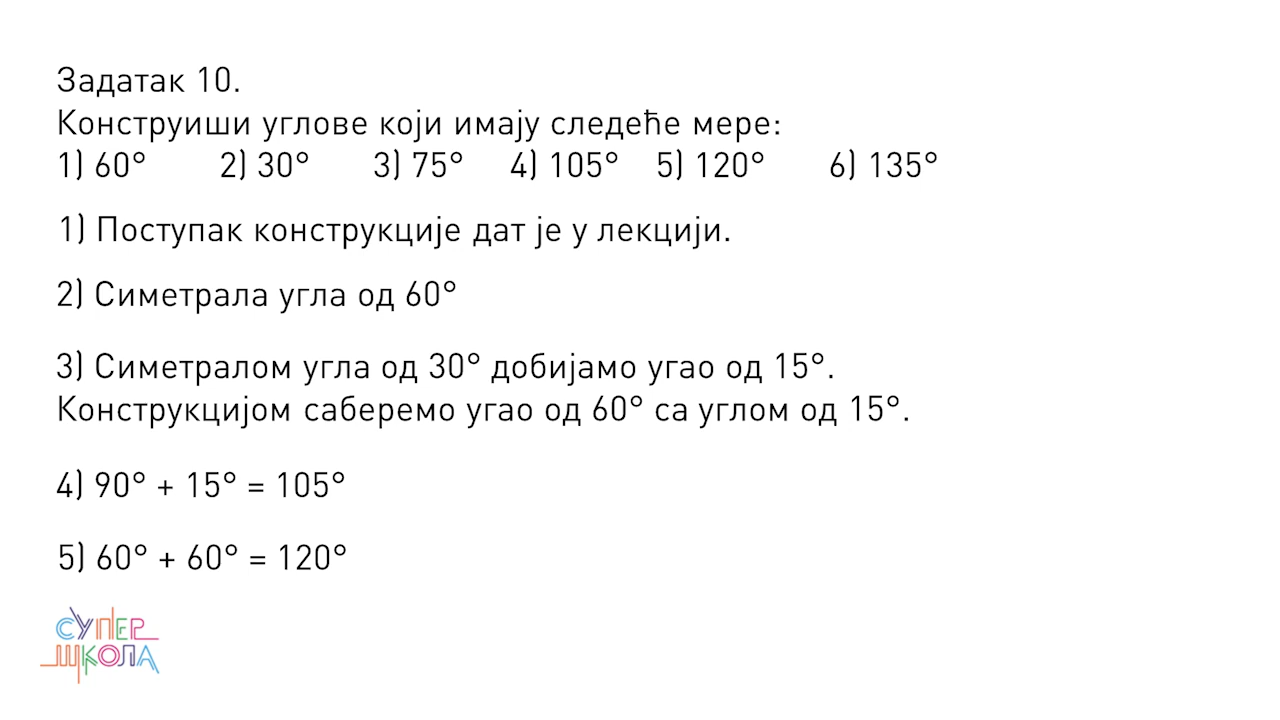 Задатак 10.
Конструиши углове који имају следеће мере:
1) 60° 2) 30° 3) 75° 4) 105° 5) 120° 6) 135°
1) Поступак конструкције дат је у лекцији.
2) Симетрала угла од 60°
3) Симетралом угла од 30° добијамо угао од 15°.
Конструкцијом саберемо угао од 60° са углом од 15°.
4) 90° + 15° = 105°
5) 60° + 60° = 120°
СУПЕР
ШКОЛА